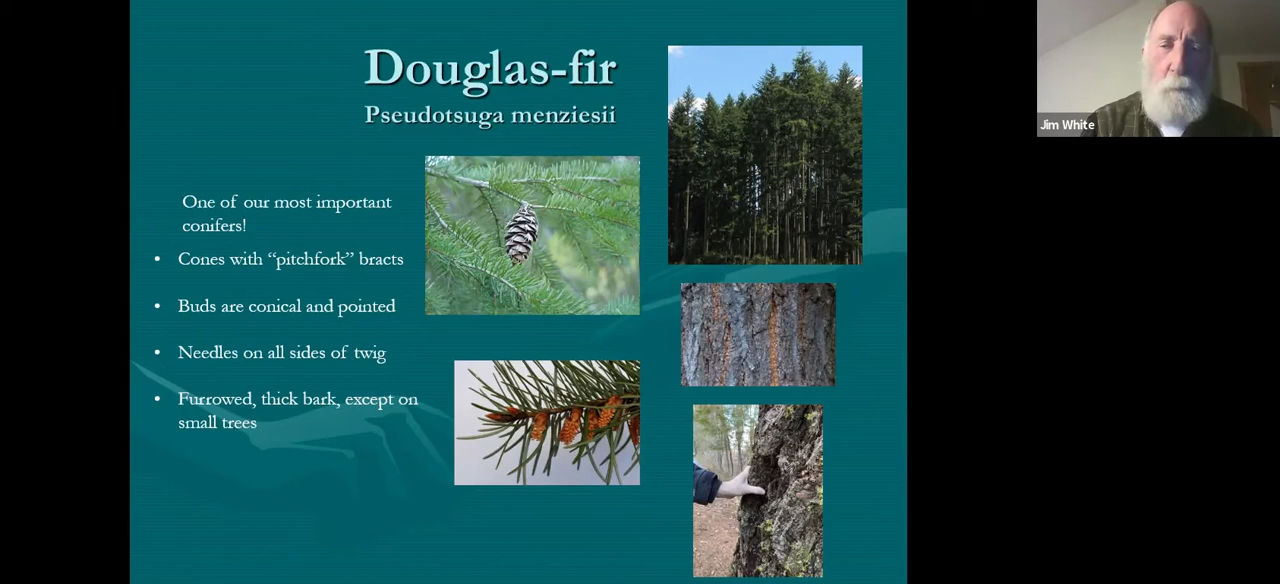 Douglas-fir
Pseudotsuga menziesii
One of our most important
conifers!
• Cones with “pitchfork” bracts
• Buds are conical and pointed
• Needles on all sides of twig
• Furrowed, thick bark, except on
small trees
Jim White